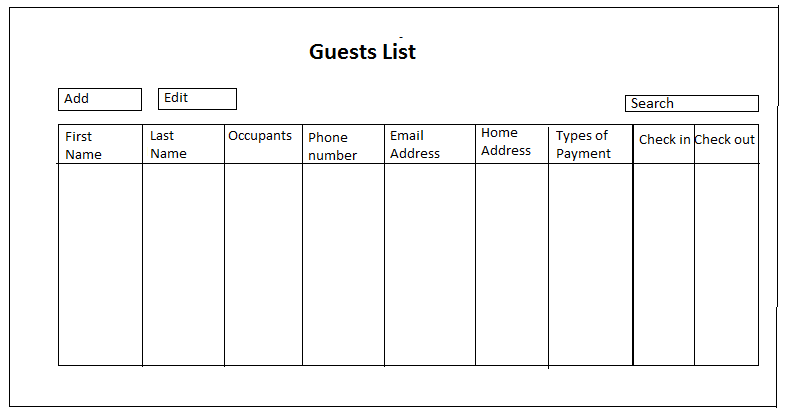 Guests List
Add
Edit
Search
First
Name
Last
Name
Occupants
Phone
number
Email
Address
Home
Address
Types of
Payment
Check in
Check out